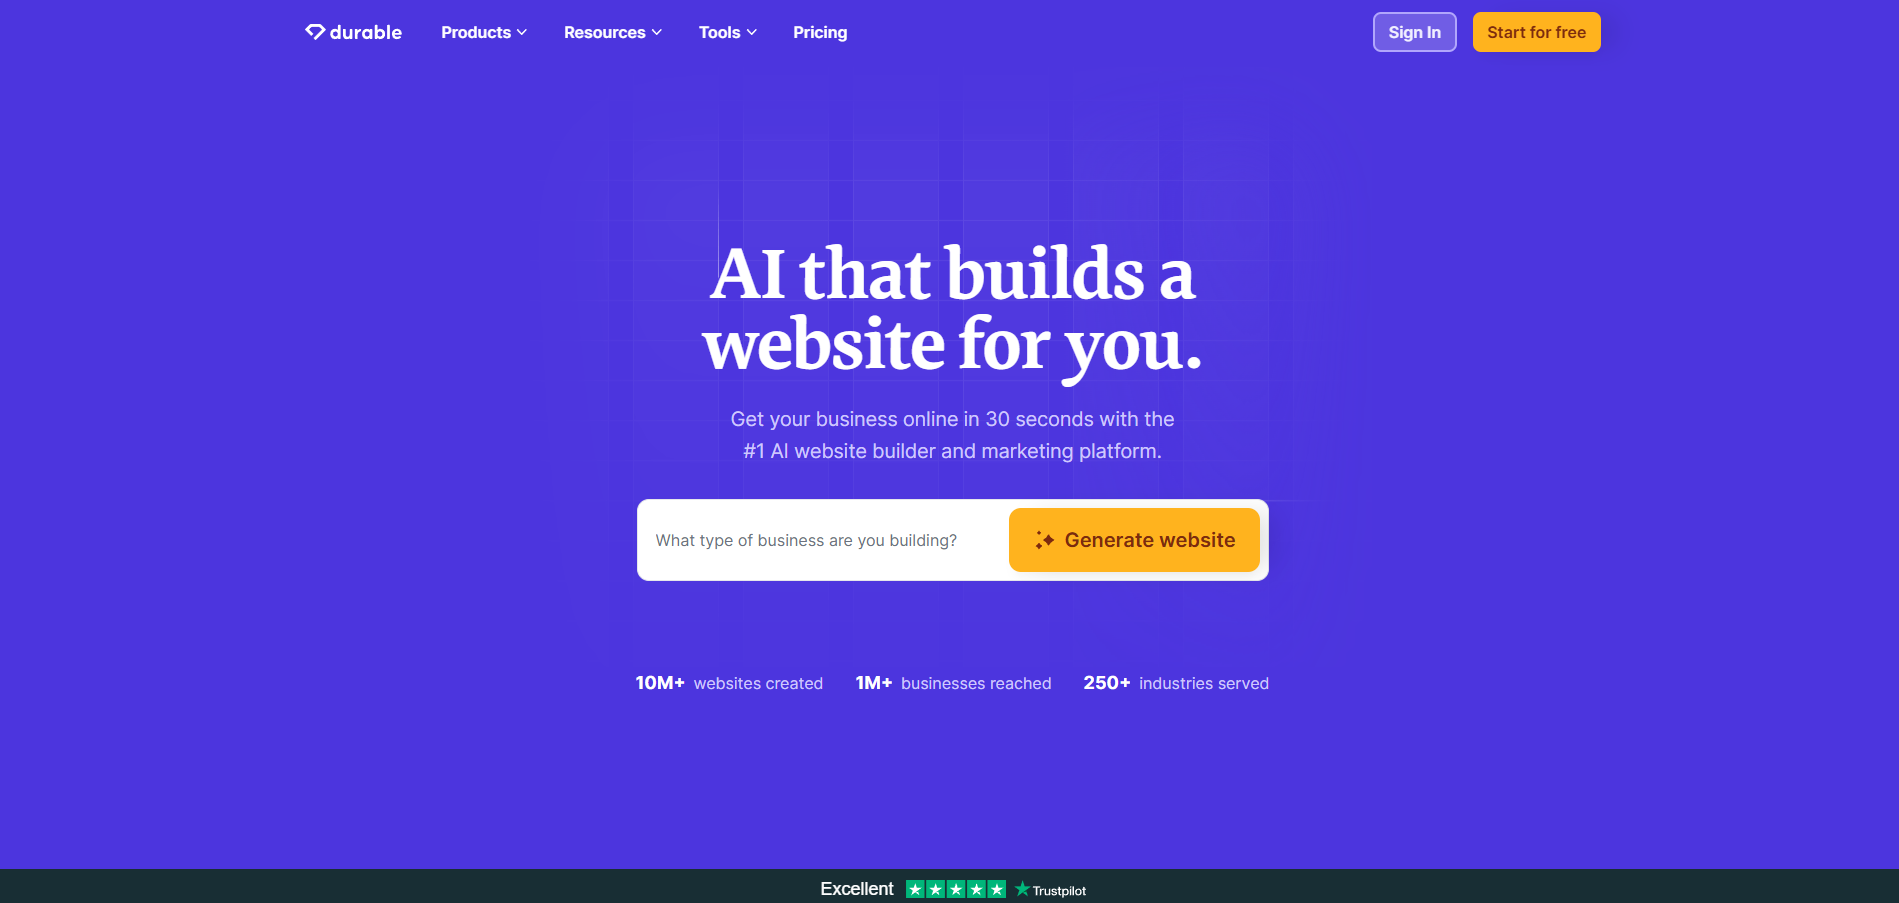 durable Products Resources Tools Pricing Sign In Start for free
AI that builds a
website for you.
Get your business online in 30 seconds with the
#1 AI website builder and marketing platform.
What type of business are you building? Generate website
10M+ websites created 1M+ businesses reached 250+ industries served
Excellent Trustpilot